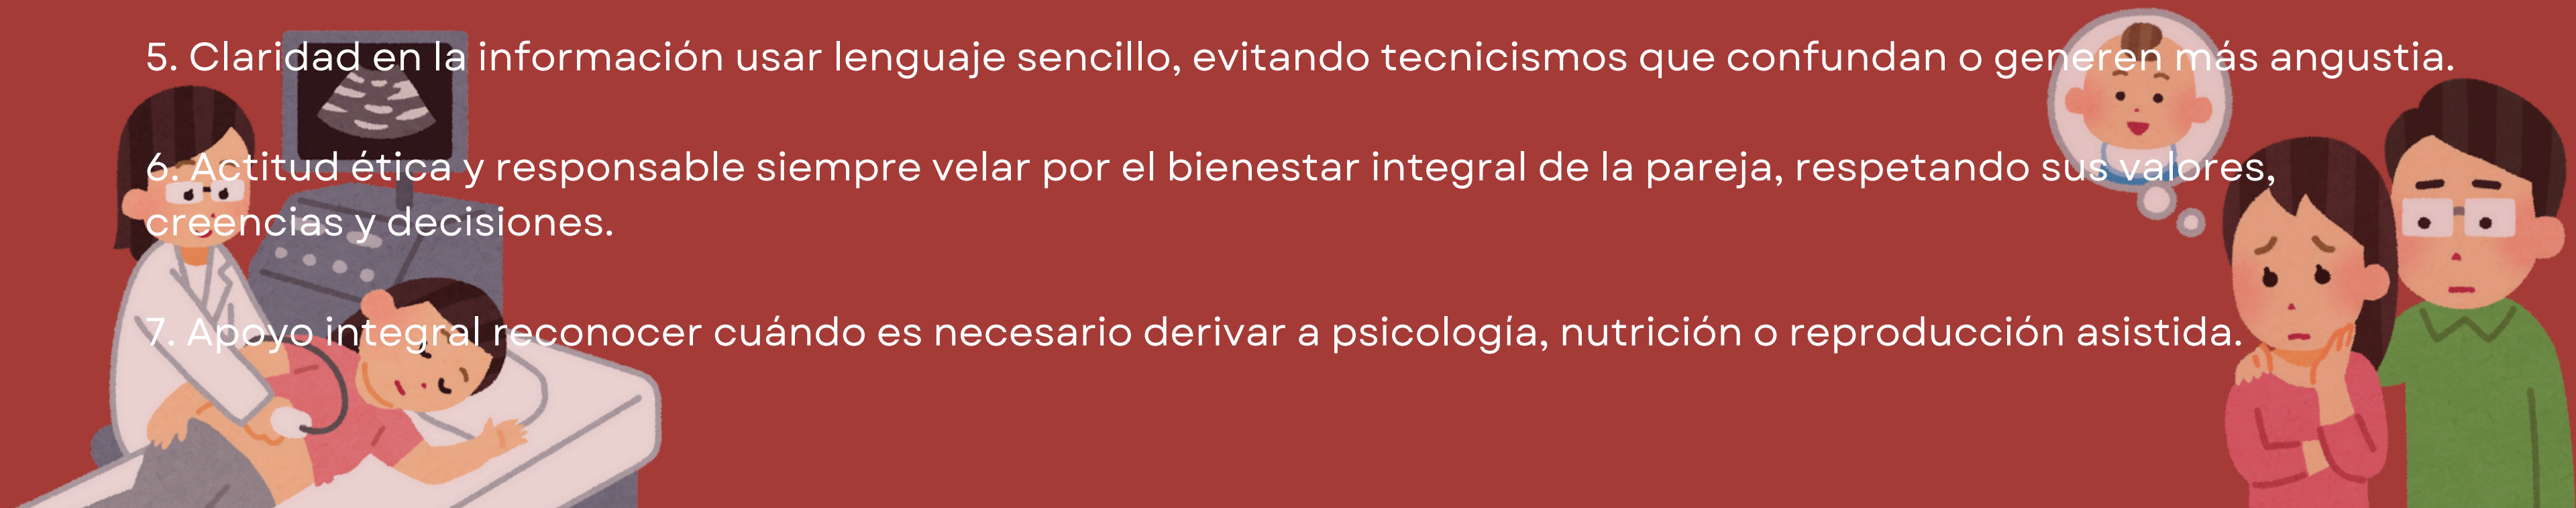 5. Claridad en la información usar lenguaje sencillo, evitando tecnicismos que confundan o generen más angustia.
6. Actitud ética y responsable siempre velar por el bienestar integral de la pareja, respetando sus valores,
creencias y decisiones.
7. Apoyo integral reconocer cuándo es necesario derivar a psicología, nutrición o reproducción asistida.